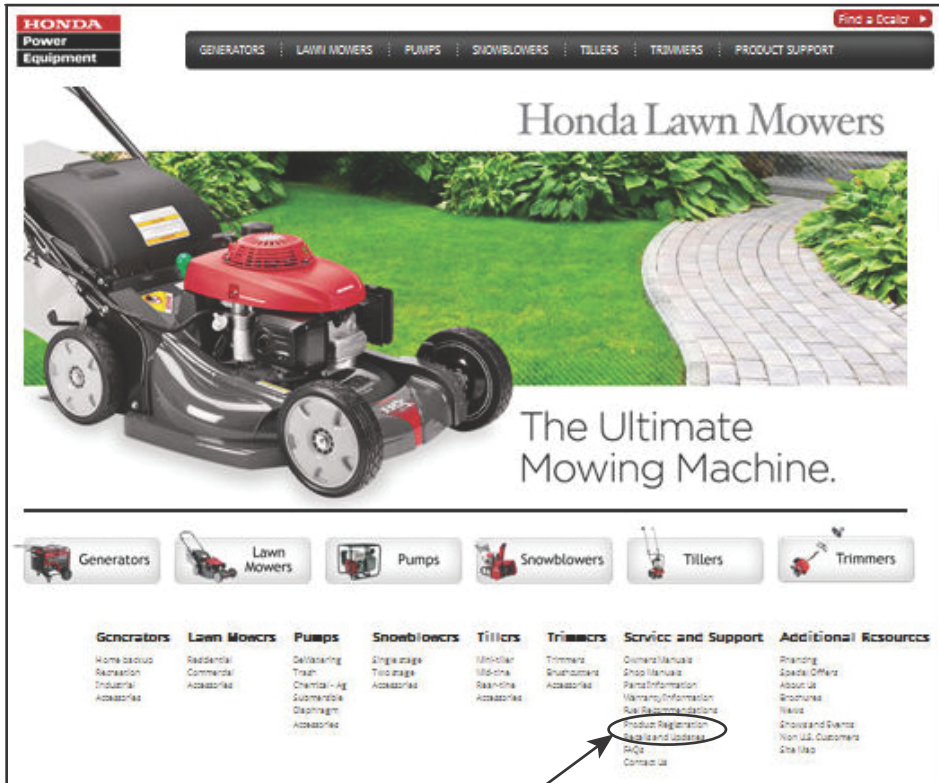 HONDA
Power
Equipment
Find a Dealer
GENERATORS LAWN MOWERS PUMPS SNOWBLOWERS TILLERS TRIMMERS PRODUCT SUPPORT
Honda Lawn Mowers
The Ultimate
Mowing Machine.
Generators
Lawn
Mowers
Pumps
Snowblowers
Tillers
Trimmers
Generators
Home backup
Recreation
Industrial
Accessories
Lawn Mowers
Residential
Commercial
Accessories
Pumps
DeWatering
Trash
Chemical - Ag
Submersible
Diaphragm
Accessories
Snowblowers
Single stage
Two stage
Accessories
Tillers
Mini-tiller
Mid-tine
Rear-tine
Accessories
Trimmers
Trimmers
Brushcutters
Accessories
Service and Support
Owners Manuals
Shop Manuals
Parts Information
Warranty Information
Fuel Recommendations
Product Registration
Recalls and Updates
FAQs
Contact Us
Additional Resources
Financing
Special Offers
About Us
Brochures
News
Shows and Events
Non U.S. Customers
Site Map